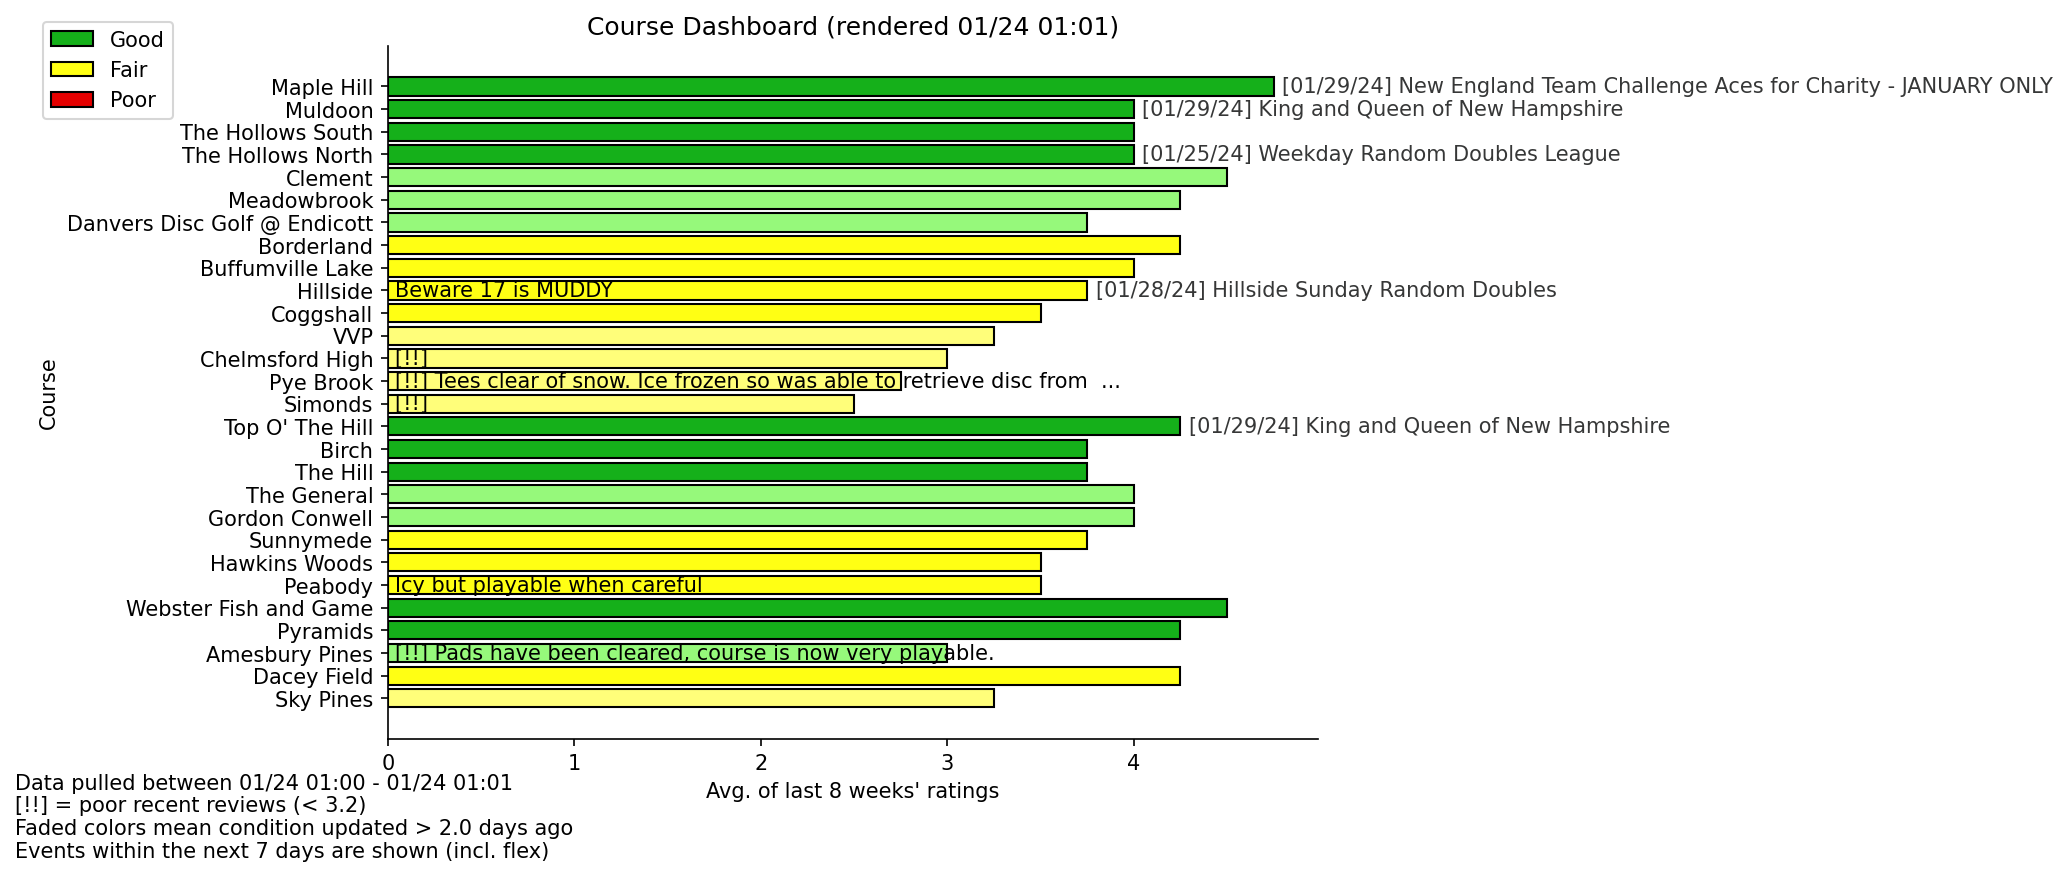 Course Dashboard (rendered 01/24 01:01)
Good
Fair
Poor
Maple Hill [01/29/24] New England Team Challenge Aces for Charity - JANUARY ONLY
Muldoon [01/29/24] King and Queen of New Hampshire
The Hollows South
The Hollows North [01/25/24] Weekday Random Doubles League
Clement
Meadowbrook
Danvers Disc Golf @ Endicott
Borderland
Buffumville Lake
Hillside Beware 17 is MUDDY [01/28/24] Hillside Sunday Random Doubles
Coggshall
VVP
Chelmsford High [!!]
Pye Brook [!!] Tees clear of snow. Ice frozen so was able to retrieve disc from ...
Simonds [!!]
Top O' The Hill [01/29/24] King and Queen of New Hampshire
Birch
The Hill
The General
Gordon Conwell
Sunnymede
Hawkins Woods
Peabody Icy but playable when careful
Webster Fish and Game
Pyramids
Amesbury Pines [!!] Pads have been cleared, course is now very playable.
Dacey Field
Sky Pines
Course
0 1 2 3 4
Avg. of last 8 weeks' ratings
Data pulled between 01/24 01:00 - 01/24 01:01
[!!] = poor recent reviews (< 3.2)
Faded colors mean condition updated > 2.0 days ago
Events within the next 7 days are shown (incl. flex)